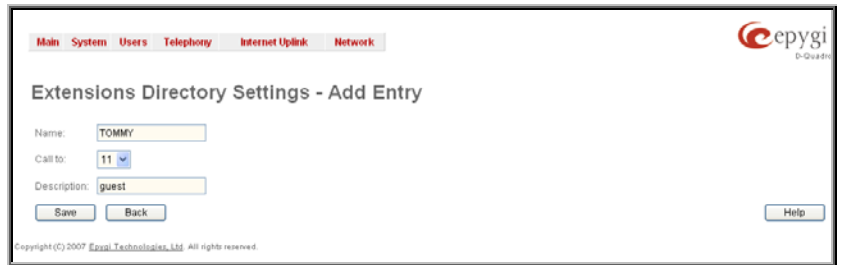 Main System Users Telephony Internet Uplink Network
epygi
D-Quadro
Extensions Directory Settings - Add Entry
Name: TOMMY
Call to: 11
Description: guest
Save Back Help
Copyright (C) 2007 Epygi Technologies, Ltd. All rights reserved.